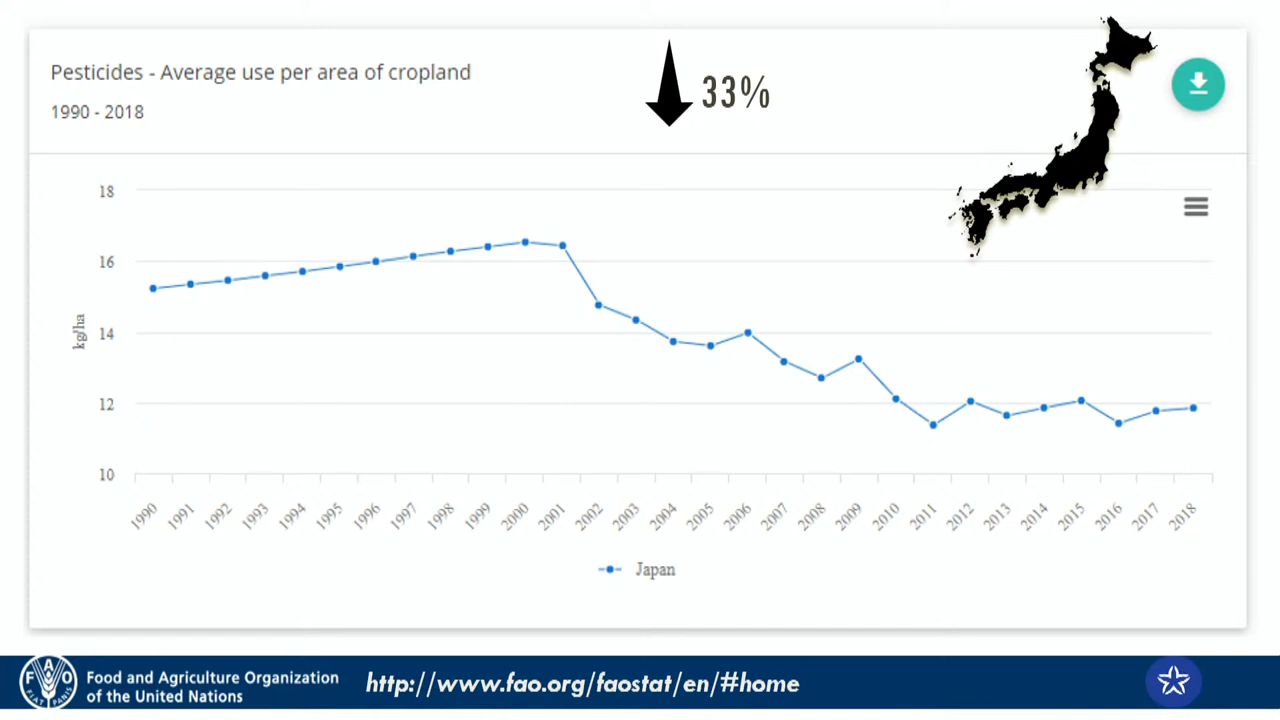 Pesticides - Average use per area of cropland
33%
1990 - 2018
18
16
14
12
10
kg/ha
1990 1991 1992 1993 1994 1995 1996 1997 1998 1999 2000 2001 2002 2003 2004 2005 2006 2007 2008 2009 2010 2011 2012 2013 2014 2015 2016 2017 2018
Japan
F A O
FIAT PANIS
Food and Agriculture Organization
of the United Nations
http://www.fao.org/faostat/en/#home